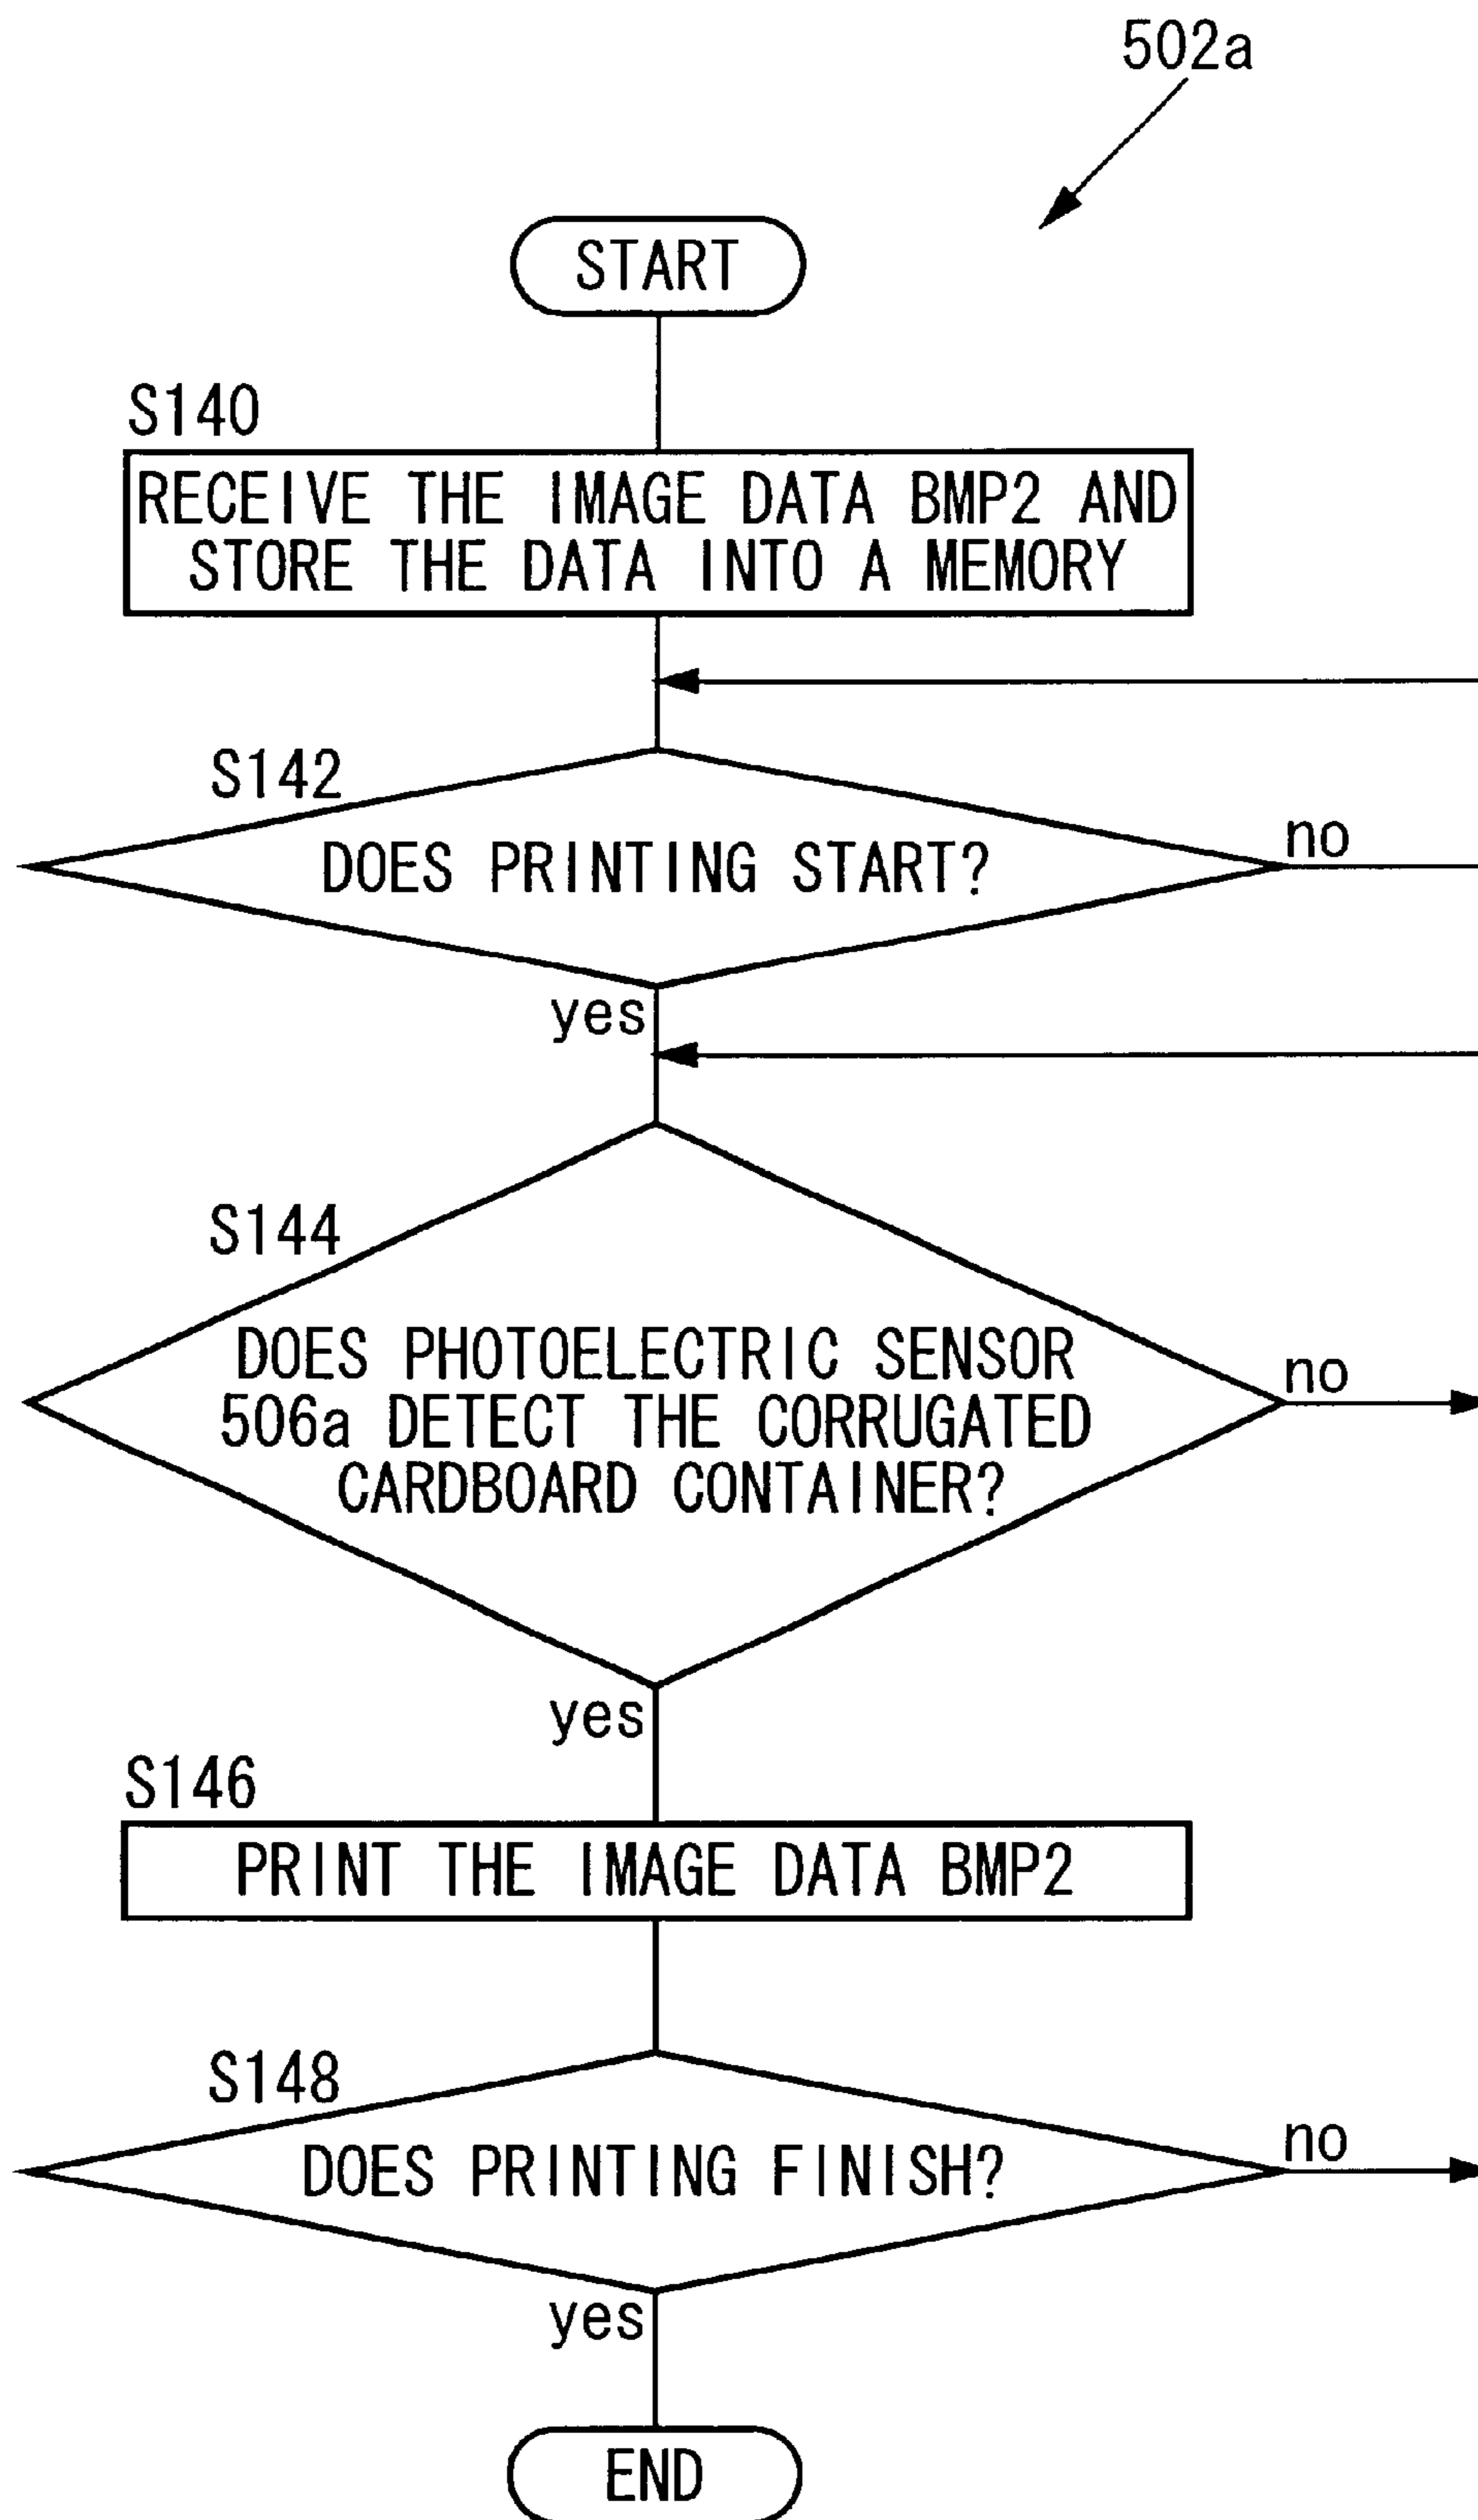 502a
START
S140
RECEIVE THE IMAGE DATA BMP2 AND
STORE THE DATA INTO A MEMORY
S142
DOES PRINTING START?
no
yes
S144
DOES PHOTOELECTRIC SENSOR
506a DETECT THE CORRUGATED
CARDBOARD CONTAINER?
no
yes
S146
PRINT THE IMAGE DATA BMP2
S148
DOES PRINTING FINISH?
no
yes
END